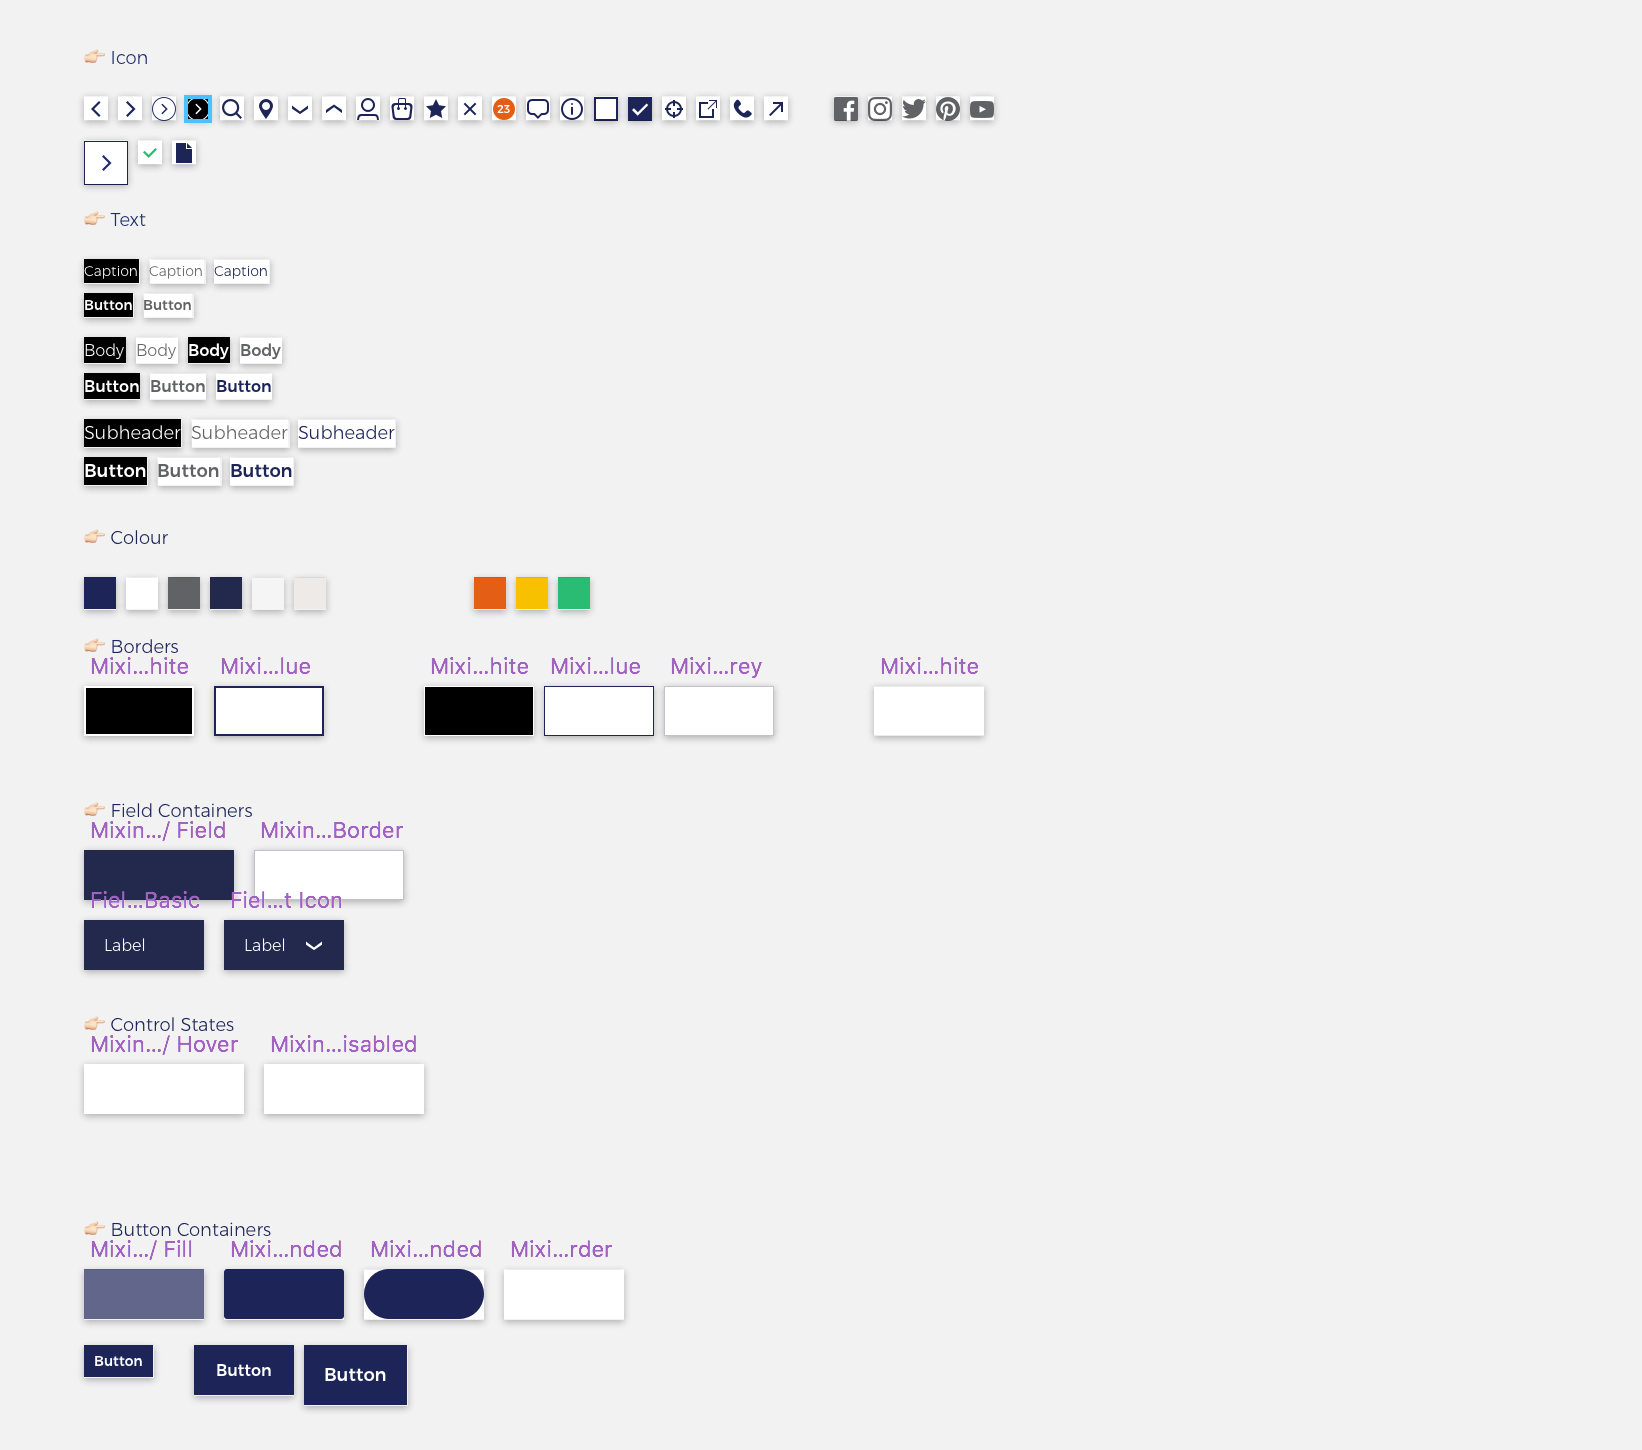 👉🏻 Icon
23
👉🏻 Text
Caption Caption Caption
Button Button
Body Body Body Body
Button Button Button
Subheader Subheader Subheader
Button Button Button
👉🏻 Colour
👉🏻 Borders
Mixi...hite Mixi...lue Mixi...hite Mixi...lue Mixi...rey Mixi...hite
👉🏻 Field Containers
Mixin.../ Field Mixin...Border
Fiel...Basic Fiel...t Icon
Label Label
👉🏻 Control States
Mixin.../ Hover Mixin...isabled
👉🏻 Button Containers
Mixi.../ Fill Mixi...nded Mixi...nded Mixi...rder
Button Button Button